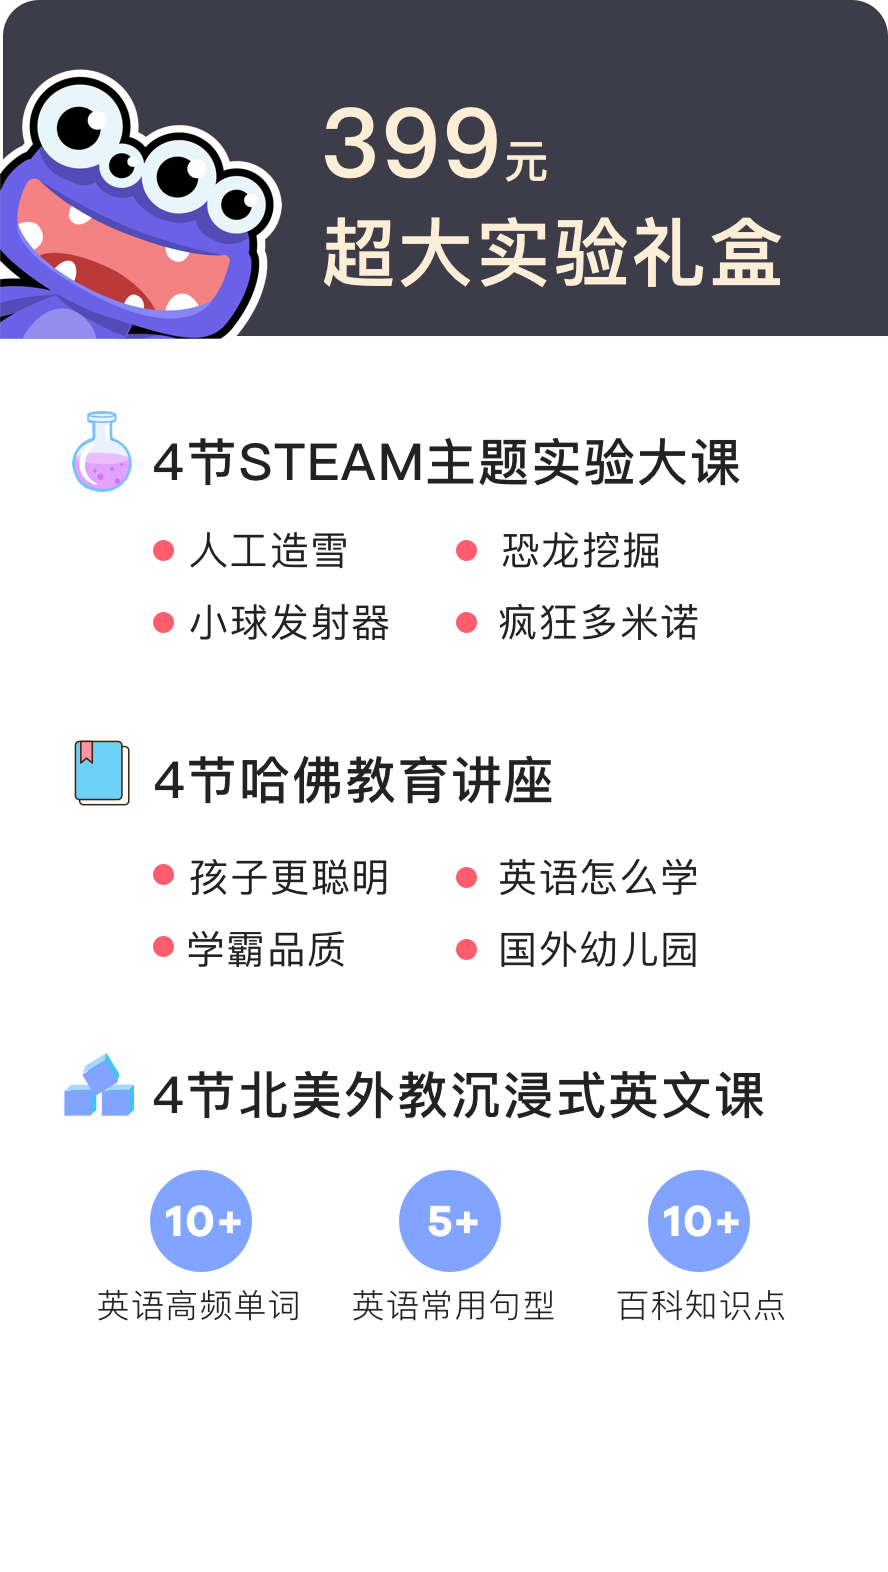 399元
超大实验礼盒
4节STEAM主题实验大课
人工造雪 恐龙挖掘
小球发射器 疯狂多米诺
4节哈佛教育讲座
孩子更聪明 英语怎么学
学霸品质 国外幼儿园
4节北美外教沉浸式英文课
10+ 5+ 10+
英语高频单词 英语常用句型 百科知识点